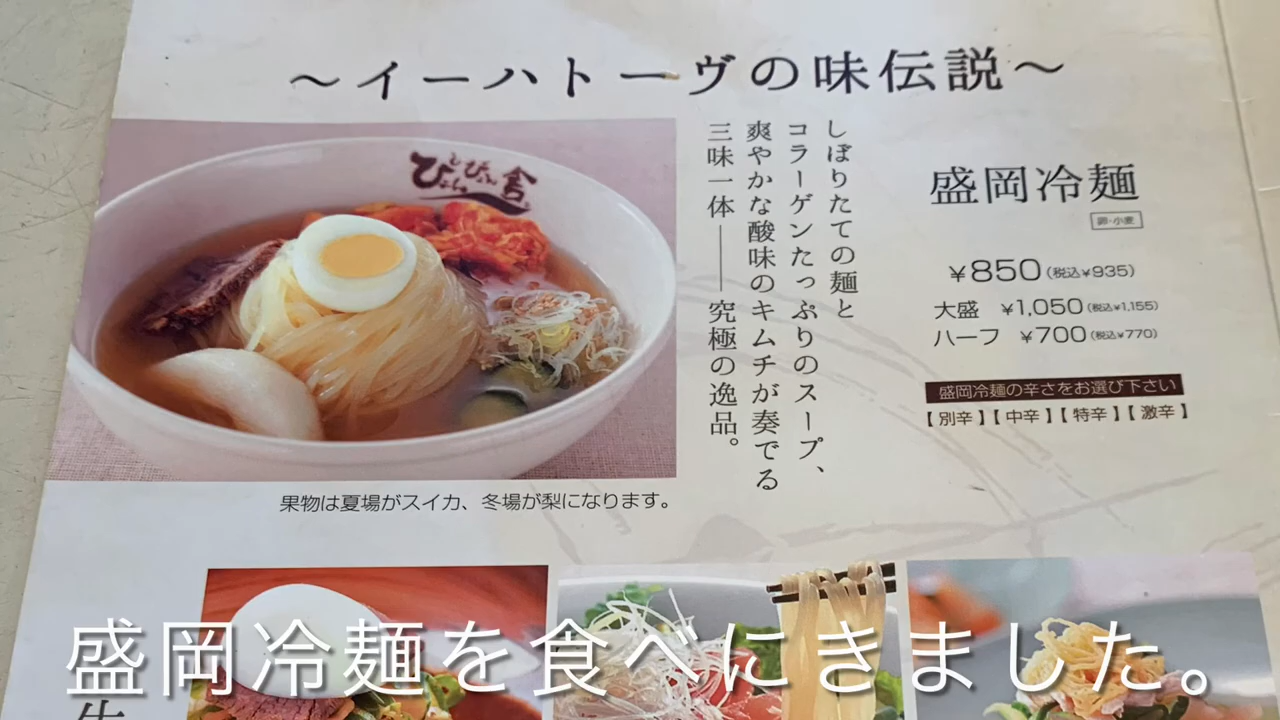 ～イーハトーヴの味伝説～
ぴょんぴょん舎
しぼりたての麺と
コラーゲンたっぷりのスープ、
爽やかな酸味のキムチが奏でる
三味一体――究極の逸品。
盛岡冷麺
卵・小麦
¥850(税込¥935)
大盛 ¥1,050(税込¥1,155)
ハーフ ¥700(税込¥770)
盛岡冷麺の辛さをお選び下さい
【別辛】【中辛】【特辛】【激辛】
果物は夏場がスイカ、冬場が梨になります。
盛岡冷麺を食べにきました。